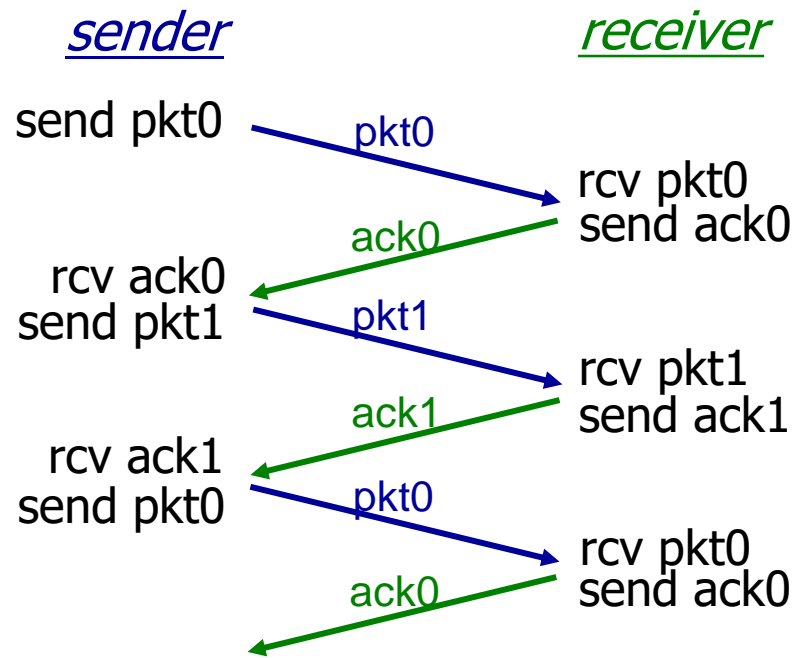 sender
receiver
send pkt0
pkt0
rcv pkt0
send ack0
ack0
rcv ack0
send pkt1
pkt1
rcv pkt1
send ack1
ack1
rcv ack1
send pkt0
pkt0
rcv pkt0
send ack0
ack0